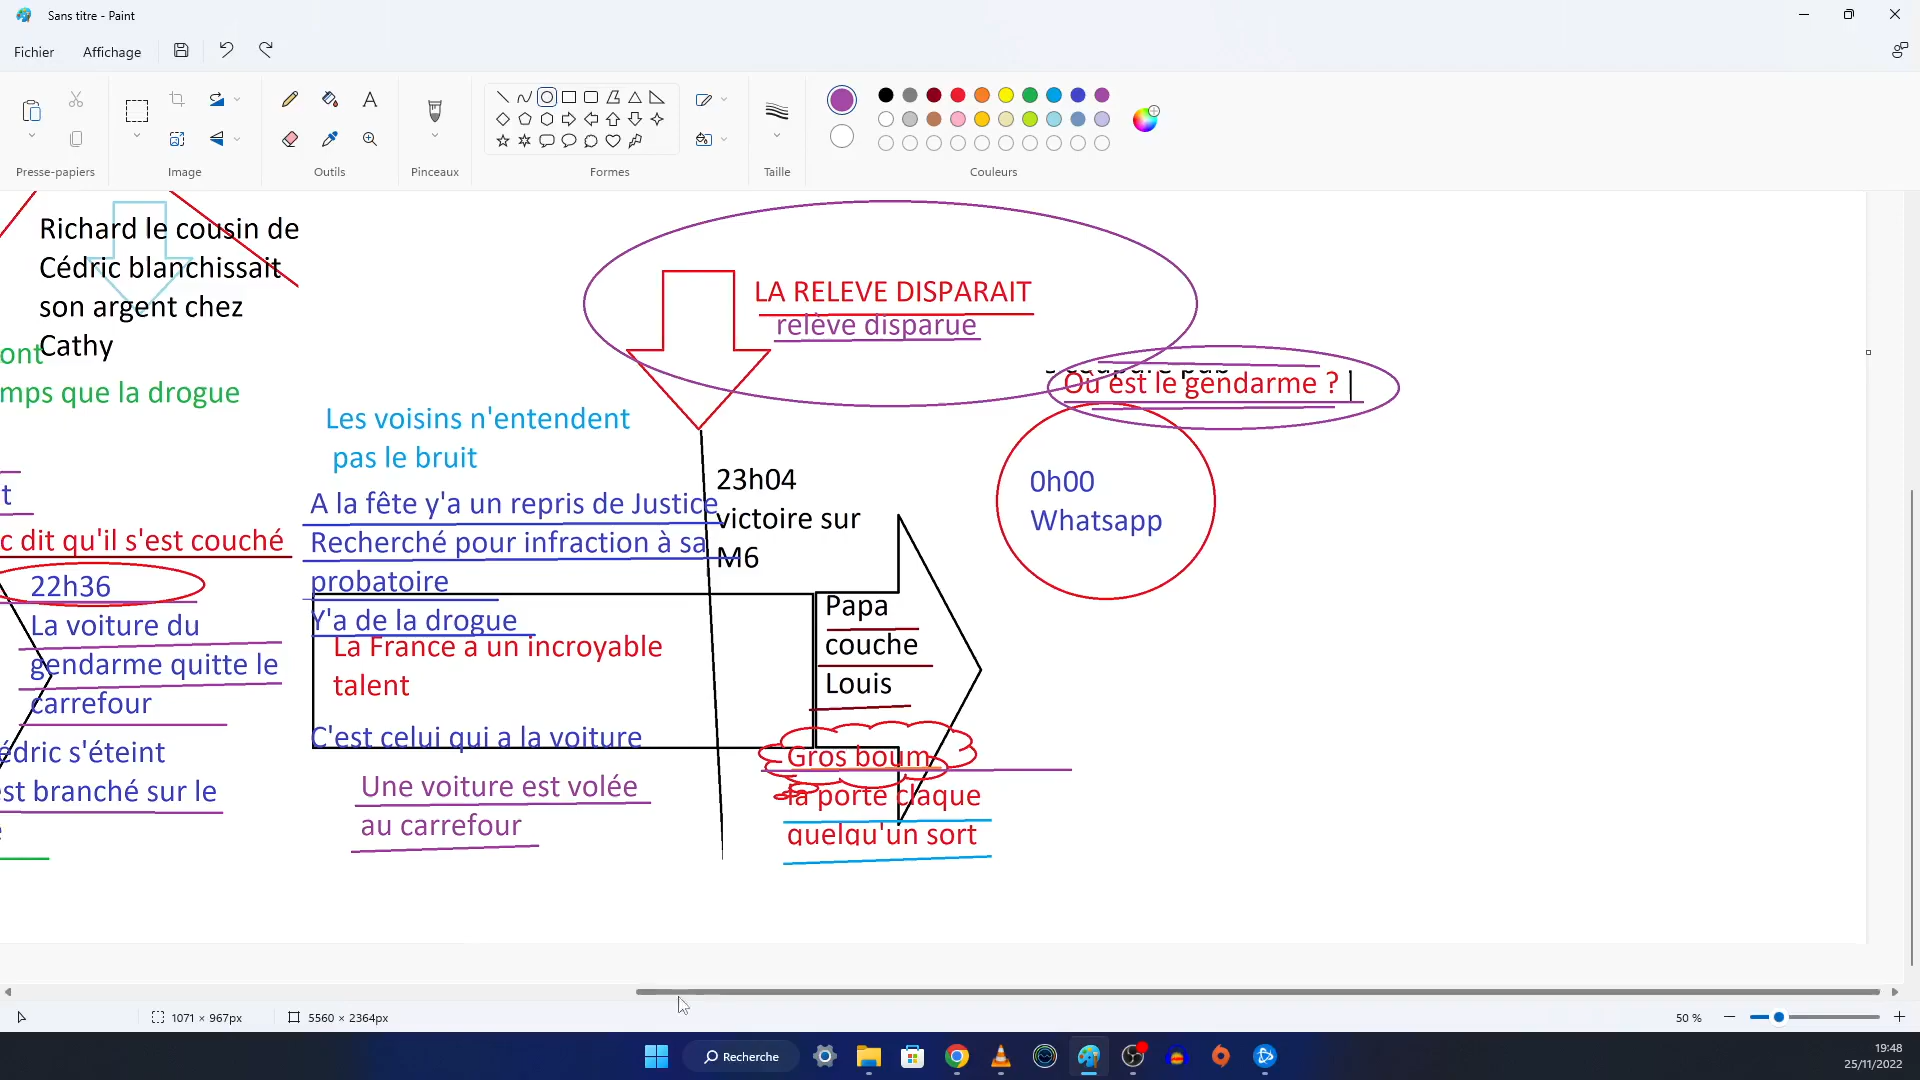 Sans titre - Paint
Fichier
Affichage
Presse-papiers
Image
Outils
Pinceaux
Formes
Taille
Couleurs
Richard le cousin de
Cédric blanchissait
son argent chez
Cathy
ont
mps que la drogue
LA RELEVE DISPARAIT
relève disparue
Où est le gendarme ?
Les voisins n'entendent
pas le bruit
A la fête y'a un repris de Justice
Recherché pour infraction à sa
probatoire
Y'a de la drogue
La France a un incroyable
talent
C'est celui qui a la voiture
Une voiture est volée
au carrefour
23h04
victoire sur
M6
0h00
Whatsapp
Papa
couche
Louis
Gros boum
la porte claque
quelqu'un sort
t
c dit qu'il s'est couché
22h36
La voiture du
gendarme quitte le
carrefour
édric s'éteint
st branché sur le
1071 × 967px
5560 × 2364px
50 %
Recherche
19:48
25/11/2022